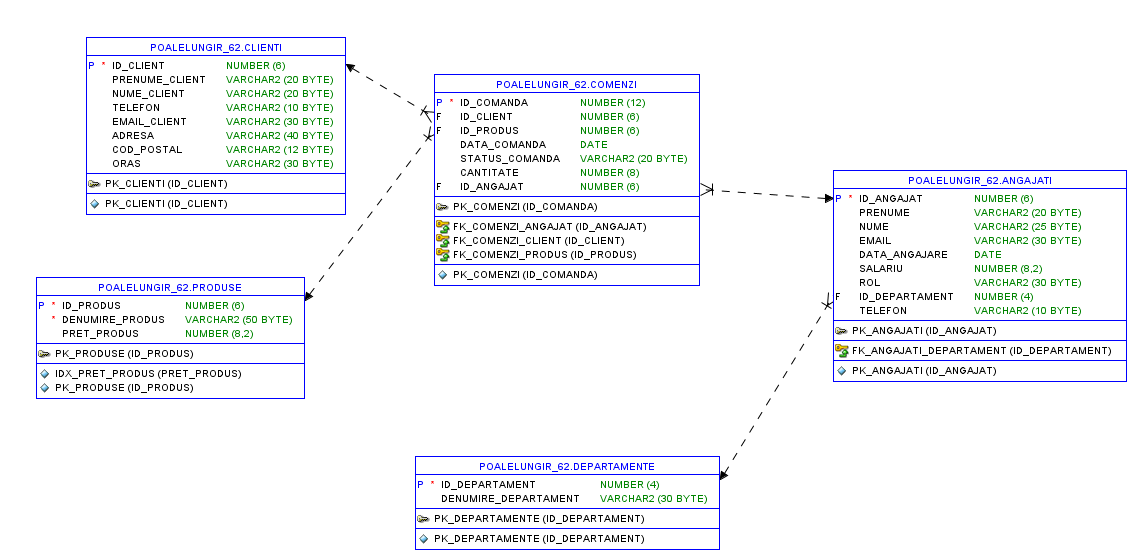 POALELUNGIR_62.CLIENTI
P * ID_CLIENT NUMBER (6)
PRENUME_CLIENT VARCHAR2 (20 BYTE)
NUME_CLIENT VARCHAR2 (20 BYTE)
TELEFON VARCHAR2 (10 BYTE)
EMAIL_CLIENT VARCHAR2 (30 BYTE)
ADRESA VARCHAR2 (40 BYTE)
COD_POSTAL VARCHAR2 (12 BYTE)
ORAS VARCHAR2 (30 BYTE)
PK_CLIENTI (ID_CLIENT)
PK_CLIENTI (ID_CLIENT)
POALELUNGIR_62.COMENZI
P * ID_COMANDA NUMBER (12)
F ID_CLIENT NUMBER (6)
F ID_PRODUS NUMBER (6)
DATA_COMANDA DATE
STATUS_COMANDA VARCHAR2 (20 BYTE)
CANTITATE NUMBER (8)
F ID_ANGAJAT NUMBER (6)
PK_COMENZI (ID_COMANDA)
FK_COMENZI_ANGAJAT (ID_ANGAJAT)
FK_COMENZI_CLIENT (ID_CLIENT)
FK_COMENZI_PRODUS (ID_PRODUS)
PK_COMENZI (ID_COMANDA)
POALELUNGIR_62.ANGAJATI
P * ID_ANGAJAT NUMBER (6)
PRENUME VARCHAR2 (20 BYTE)
NUME VARCHAR2 (25 BYTE)
EMAIL VARCHAR2 (30 BYTE)
DATA_ANGAJARE DATE
SALARIU NUMBER (8,2)
ROL VARCHAR2 (30 BYTE)
F ID_DEPARTAMENT NUMBER (4)
TELEFON VARCHAR2 (10 BYTE)
PK_ANGAJATI (ID_ANGAJAT)
FK_ANGAJATI_DEPARTAMENT (ID_DEPARTAMENT)
PK_ANGAJATI (ID_ANGAJAT)
POALELUNGIR_62.PRODUSE
P * ID_PRODUS NUMBER (6)
* DENUMIRE_PRODUS VARCHAR2 (50 BYTE)
PRET_PRODUS NUMBER (8,2)
PK_PRODUSE (ID_PRODUS)
IDX_PRET_PRODUS (PRET_PRODUS)
PK_PRODUSE (ID_PRODUS)
POALELUNGIR_62.DEPARTAMENTE
P * ID_DEPARTAMENT NUMBER (4)
DENUMIRE_DEPARTAMENT VARCHAR2 (30 BYTE)
PK_DEPARTAMENTE (ID_DEPARTAMENT)
PK_DEPARTAMENTE (ID_DEPARTAMENT)